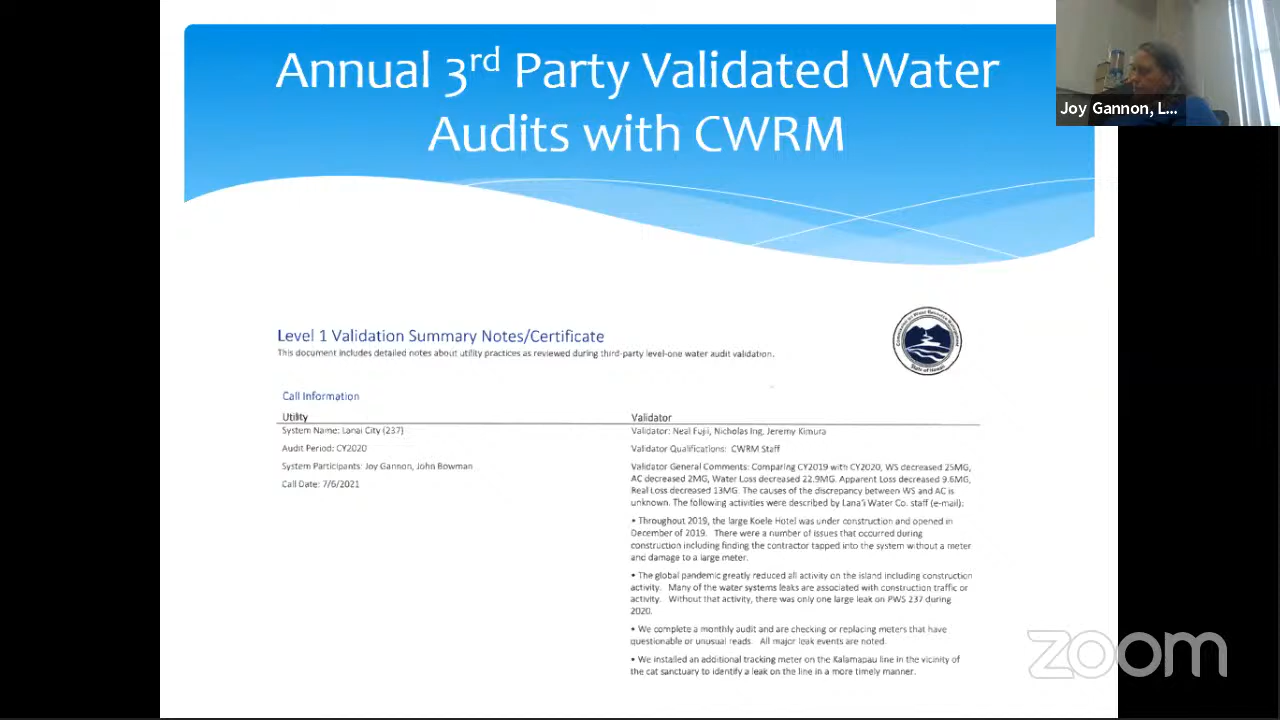 Annual 3rd Party Validated Water
Audits with CWRM
Joy Gannon, L...
Level 1 Validation Summary Notes/Certificate
This document includes detailed notes about utility practices as reviewed during third-party level-one water audit validation.
Commission on Water Resource Management
State of Hawaii
Call Information
Utility
System Name: Lanai City (237)
Audit Period: CY2020
System Participants: Joy Gannon, John Bowman
Call Date: 7/6/2021
Validator
Validator: Neal Fujii, Nicholas Ing, Jeremy Kimura
Validator Qualifications: CWRM Staff
Validator General Comments: Comparing CY2019 with CY2020, WS decreased 25MG,
AC decreased 2MG, Water Loss decreased 22.9MG. Apparent Loss decreased 9.6MG,
Real Loss decreased 13MG. The causes of the discrepancy between WS and AC is
unknown. The following activities were described by Lana'i Water Co. staff (e-mail):
• Throughout 2019, the large Koele Hotel was under construction and opened in
December of 2019. There were a number of issues that occurred during
construction including finding the contractor tapped into the system without a meter
and damage to a large meter.
• The global pandemic greatly reduced all activity on the island including construction
activity. Many of the water systems leaks are associated with construction traffic or
activity. Without that activity, there was only one large leak on PWS 237 during
2020.
• We complete a monthly audit and are checking or replacing meters that have
questionable or unusual reads. All major leak events are noted.
• We installed an additional tracking meter on the Kalamapau line in the vicinity of
the cat sanctuary to identify a leak on the line in a more timely manner.
zoom